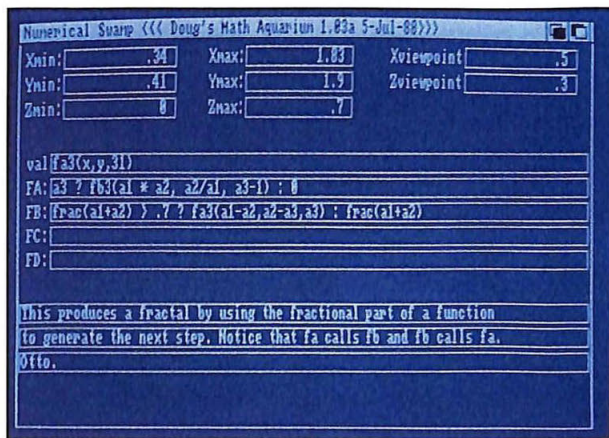 Numerical Swamp <<< Doug's Math Aquarium 1.03a 5-Jul-88>>>
Xmin: .34 Xmax: 1.03 Xviewpoint .5
Ymin: .41 Ymax: 1.9 Zviewpoint .3
Zmin: 0 Zmax: .7
val fa3(x,y,31)
FA: a3 ? fb3(a1 * a2, a2/a1, a3-1) : 0
FB: frac(a1+a2) > .7 ? fa3(a1-a2,a2-a3,a3) : frac(a1+a2)
FC:
FD:
This produces a fractal by using the fractional part of a function
to generate the next step. Notice that fa calls fb and fb calls fa.
Otto.